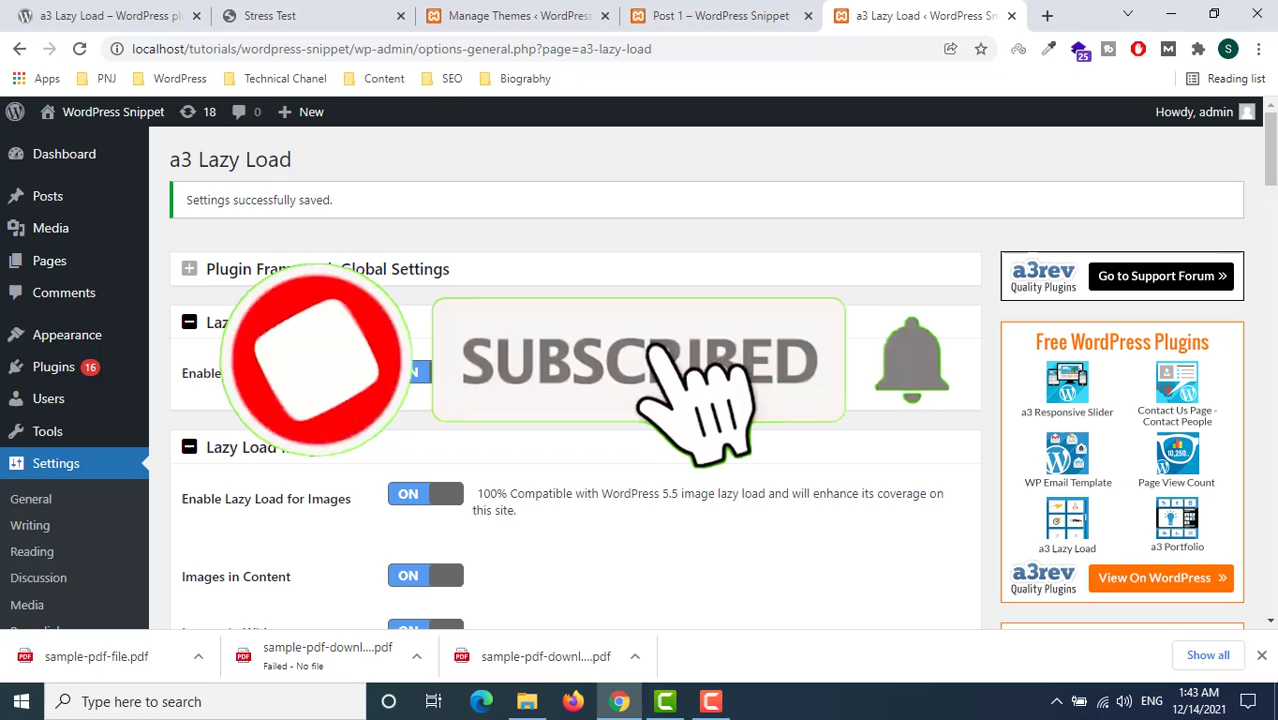 a3 Lazy Load – WordPress pl
Stress Test
Manage Themes ‹ WordPress
Post 1 – WordPress Snippet
a3 Lazy Load ‹ WordPress Sn
localhost/tutorials/wordpress-snippet/wp-admin/options-general.php?page=a3-lazy-load
25
S
Apps
PNJ
WordPress
Technical Chanel
Content
SEO
Biograbhy
Reading list
WordPress Snippet
18
0
New
Howdy, admin
Dashboard
Posts
Media
Pages
Comments
Appearance
Plugins 16
Users
Tools
Settings
General
Writing
Reading
Discussion
Media
a3 Lazy Load
Settings successfully saved.
Global Settings
SUBSCRIBED
Enable Lazy Load for Images
ON
100% Compatible with WordPress 5.5 image lazy load and will enhance its coverage on
this site.
Images in Content
ON
a3rev
Quality Plugins
Go to Support Forum »
Free WordPress Plugins
a3 Responsive Slider
Contact Us Page -
Contact People
WP Email Template
10,250..
Page View Count
a3 Lazy Load
a3 Portfolio
a3rev
Quality Plugins
View On WordPress »
sample-pdf-file.pdf
sample-pdf-downl....pdf
Failed - No file
sample-pdf-downl....pdf
Show all
Type here to search
ENG
1:43 AM
12/14/2021